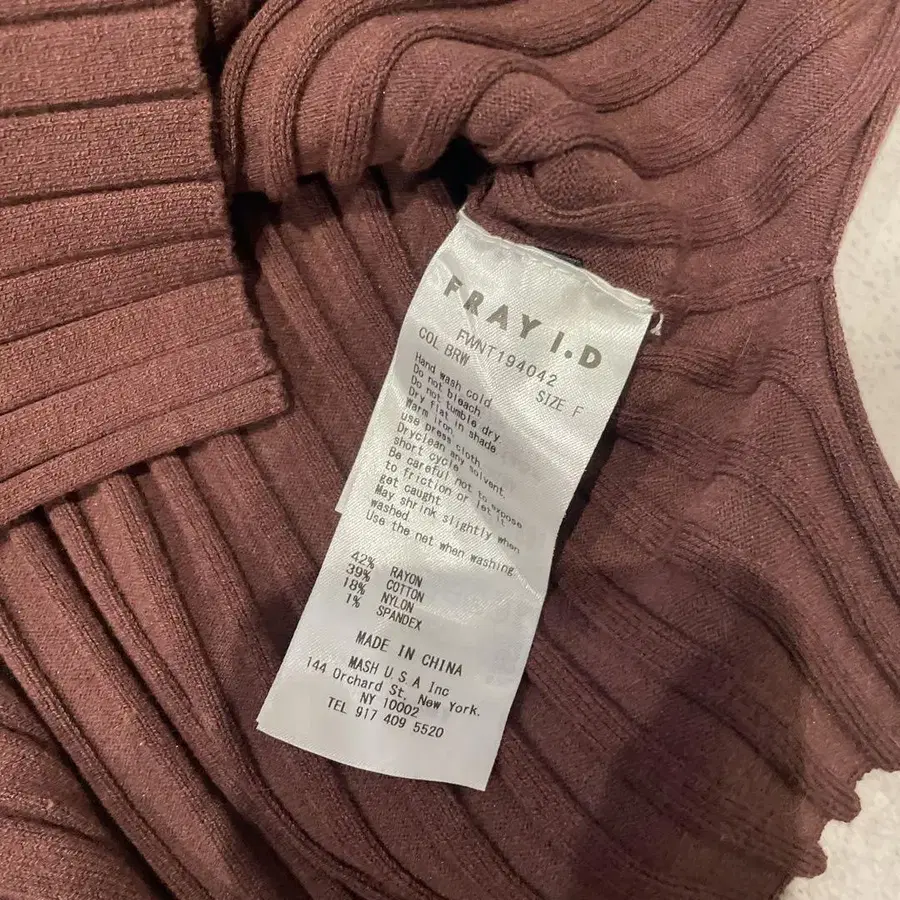 FRAY I.D
FWNT194042
COL BRW SIZE F
Hand wash cold
Do not bleach
Do not tumble dry
Dry flat in shade
Warm iron
use press cloth.
Dryclean any solvent.
short cycle
Be careful not to expose
to friction or let it
get caught
May shrink slightly when
washed
Use the net when washing.
42% RAYON
39% COTTON
18% NYLON
1% SPANDEX
MADE IN CHINA
MASH U.S.A Inc
144 Orchard St. New York.
NY 10002
TEL 917 409 5520